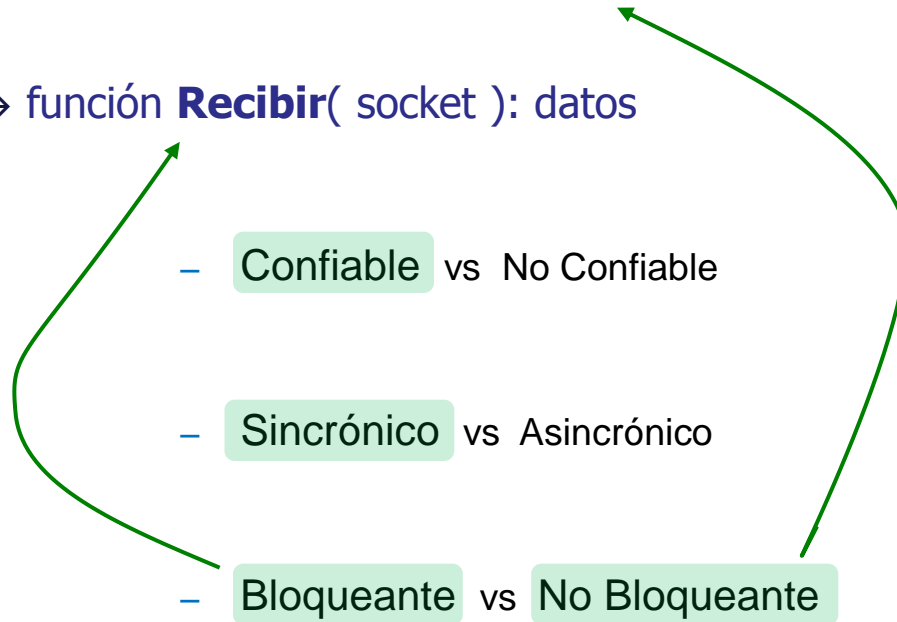 función Recibir( socket ): datos
– Confiable vs No Confiable
– Sincrónico vs Asincrónico
– Bloqueante vs No Bloqueante